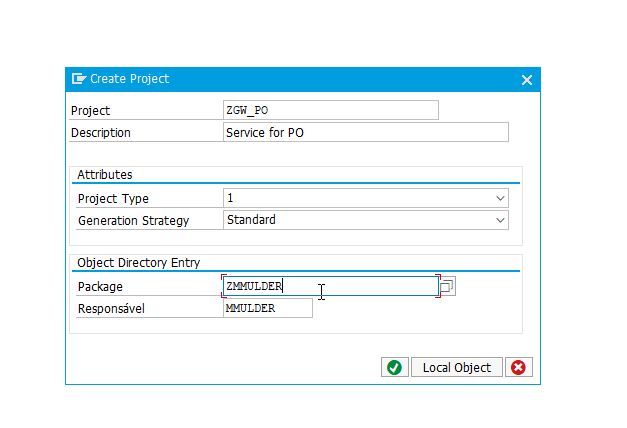 Create Project
Project ZGW_PO
Description Service for PO
Attributes
Project Type 1
Generation Strategy Standard
Object Directory Entry
Package ZMMULDER
Responsável MMULDER
Local Object